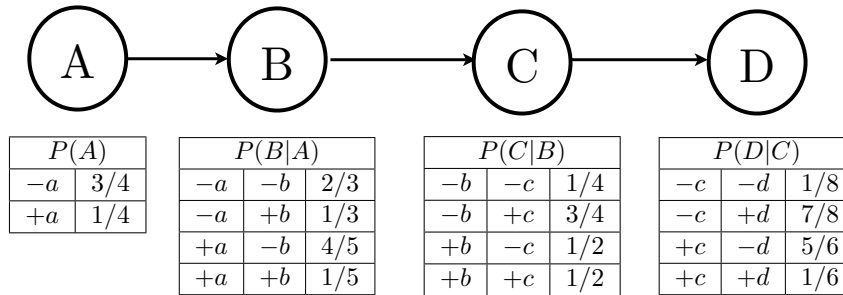 A B C D
P(A) P(B|A) P(C|B) P(D|C)
−a 3/4 −a −b 2/3 −b −c 1/4 −c −d 1/8
+a 1/4 −a +b 1/3 −b +c 3/4 −c +d 7/8
+a −b 4/5 +b −c 1/2 +c −d 5/6
+a +b 1/5 +b +c 1/2 +c +d 1/6